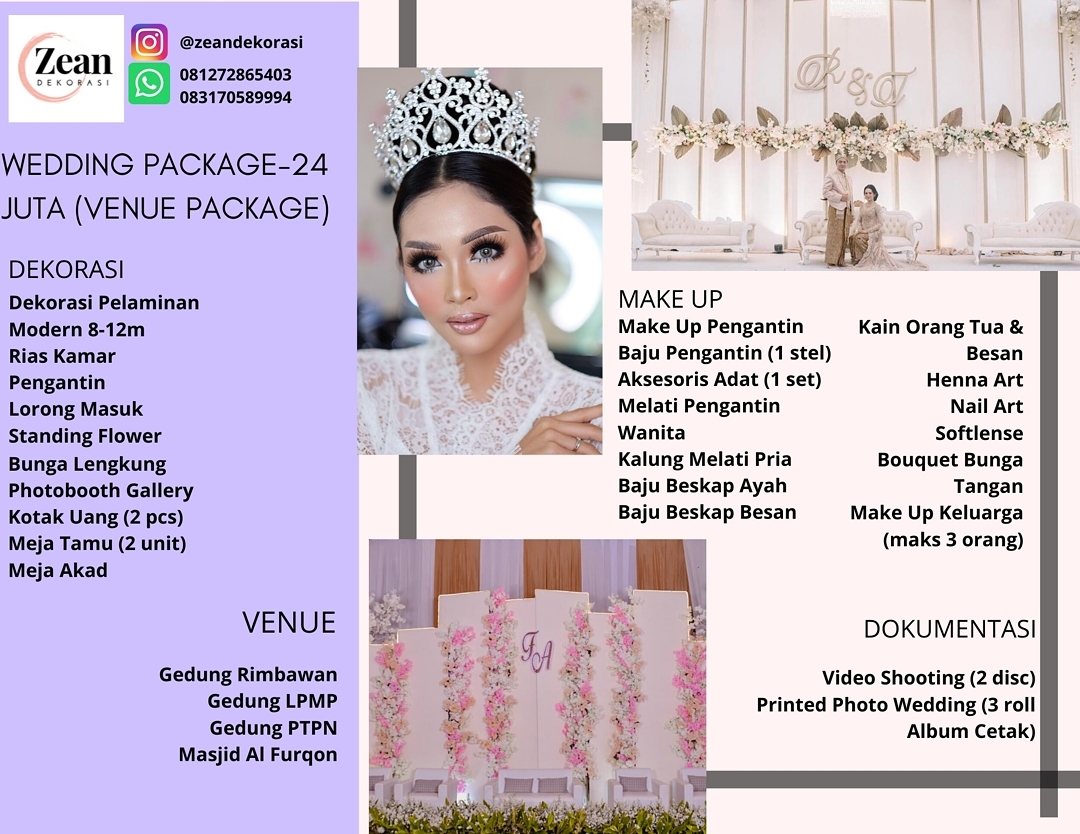 Zean
DEKORASI
@zeandekorasi
081272865403
083170589994
WEDDING PACKAGE-24
JUTA (VENUE PACKAGE)
DEKORASI
Dekorasi Pelaminan
Modern 8-12m
Rias Kamar
Pengantin
Lorong Masuk
Standing Flower
Bunga Lengkung
Photobooth Gallery
Kotak Uang (2 pcs)
Meja Tamu (2 unit)
Meja Akad
VENUE
Gedung Rimbawan
Gedung LPMP
Gedung PTPN
Masjid Al Furqon
R & T
MAKE UP
Make Up Pengantin
Baju Pengantin (1 stel)
Aksesoris Adat (1 set)
Melati Pengantin
Wanita
Kalung Melati Pria
Baju Beskap Ayah
Baju Beskap Besan
Kain Orang Tua &
Besan
Henna Art
Nail Art
Softlense
Bouquet Bunga
Tangan
Make Up Keluarga
(maks 3 orang)
FA
DOKUMENTASI
Video Shooting (2 disc)
Printed Photo Wedding (3 roll
Album Cetak)